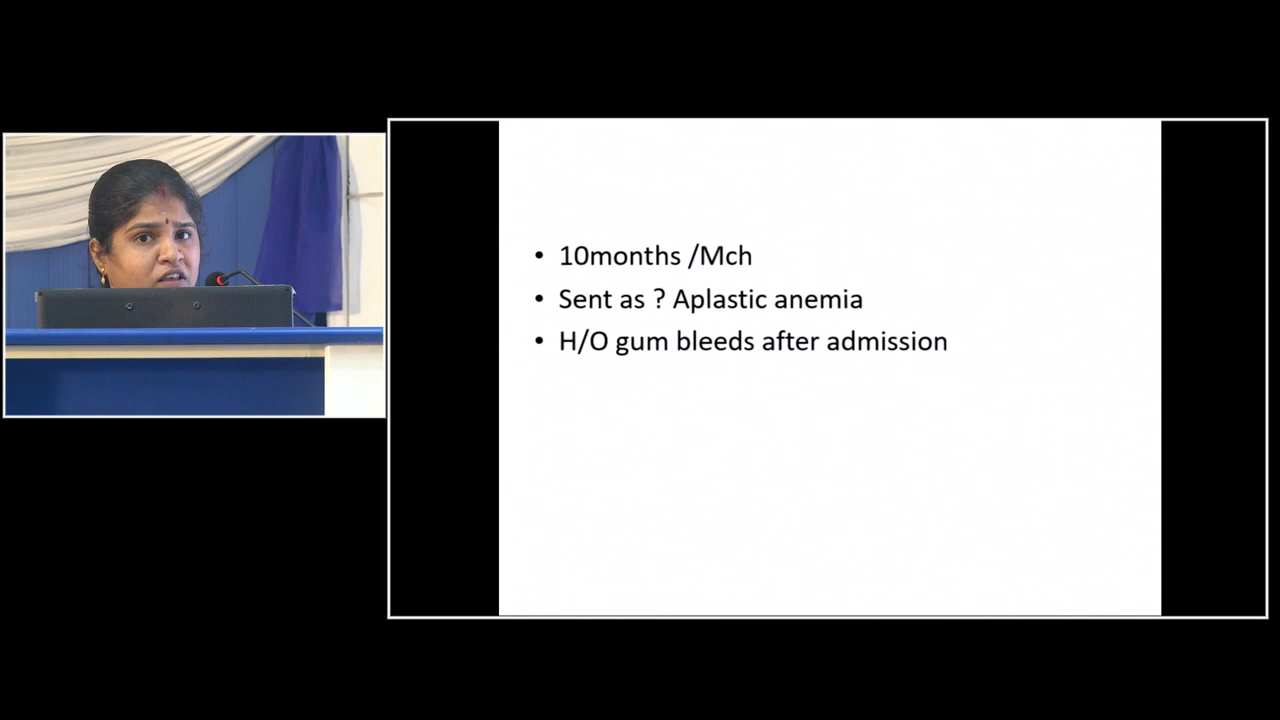 • 10months /Mch
• Sent as ? Aplastic anemia
• H/O gum bleeds after admission